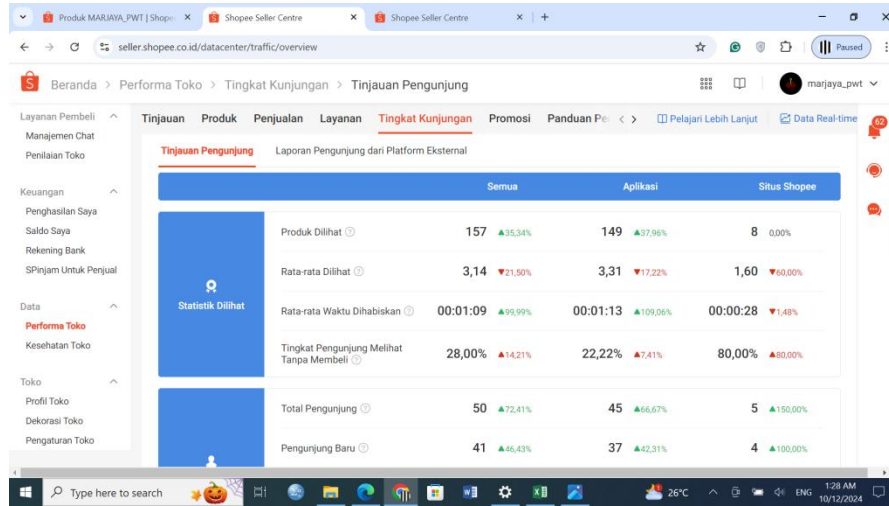 Produk MARJAYA_PWT | Shope
Shopee Seller Centre
Shopee Seller Centre
seller.shopee.co.id/datacenter/traffic/overview
Paused
Beranda > Performa Toko > Tingkat Kunjungan > Tinjauan Pengunjung
marjaya_pwt
Layanan Pembeli
Manajemen Chat
Penilaian Toko
Keuangan
Penghasilan Saya
Saldo Saya
Rekening Bank
SPinjam Untuk Penjual
Data
Performa Toko
Kesehatan Toko
Toko
Profil Toko
Dekorasi Toko
Pengaturan Toko
Tinjauan Produk Penjualan Layanan Tingkat Kunjungan Promosi Panduan Pe < > Pelajari Lebih Lanjut Data Real-time
62
Tinjauan Pengunjung Laporan Pengunjung dari Platform Eksternal
Semua Aplikasi Situs Shopee
Statistik Dilihat
Produk Dilihat 157 ▲35,34% 149 ▲37,96% 8 0,00%
Rata-rata Dilihat 3,14 ▼21,50% 3,31 ▼17,22% 1,60 ▼60,00%
Rata-rata Waktu Dihabiskan 00:01:09 ▲99,99% 00:01:13 ▲109,06% 00:00:28 ▼1,48%
Tingkat Pengunjung Melihat
Tanpa Membeli 28,00% ▲14,21% 22,22% ▲7,41% 80,00% ▲80,00%
Total Pengunjung 50 ▲72,41% 45 ▲66,67% 5 ▲150,00%
Pengunjung Baru 41 ▲46,43% 37 ▲42,31% 4 ▲100,00%
Type here to search
26°C
ENG
1:28 AM
10/12/2024